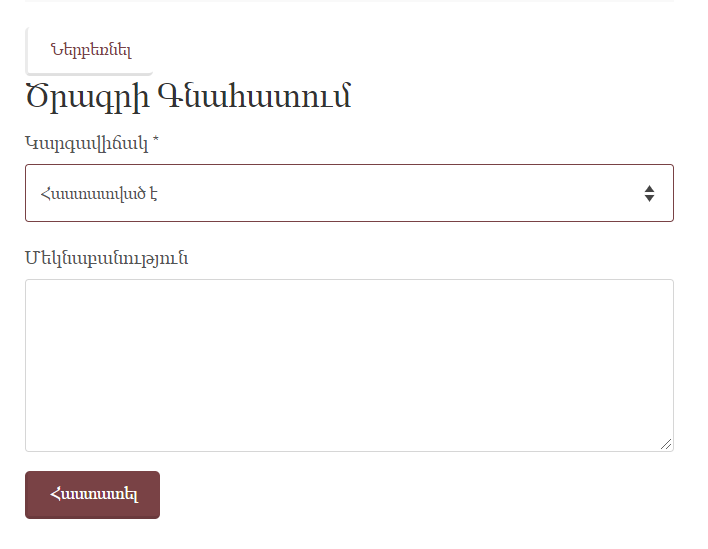 Ներբեռնել
Ծրագրի Գնահատում
Կարգավիճակ *
Հաստատված է
Մեկնաբանություն
Հաստատել